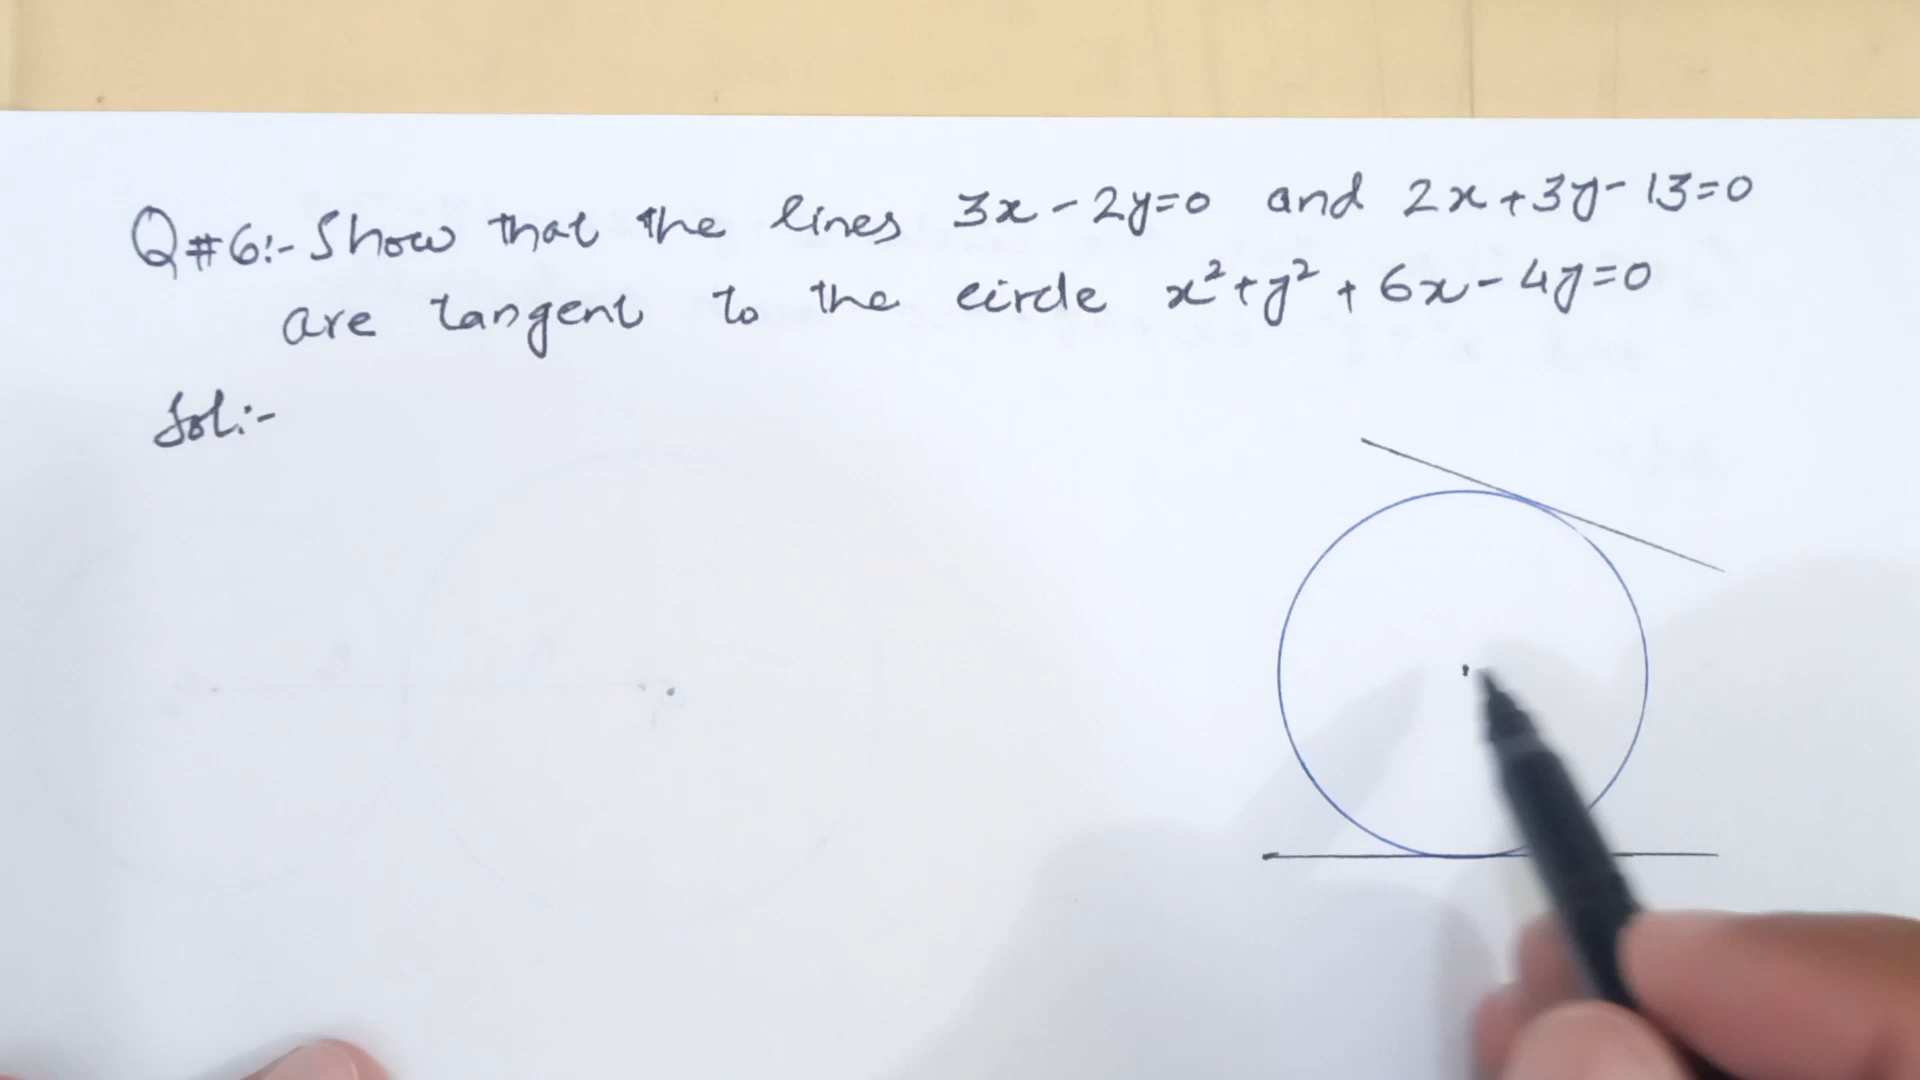 Q#6:- Show that the lines 3x - 2y=0 and 2x+3y-13=0
are tangent to the circle x²+y²+6x-4y=0
Sol:-